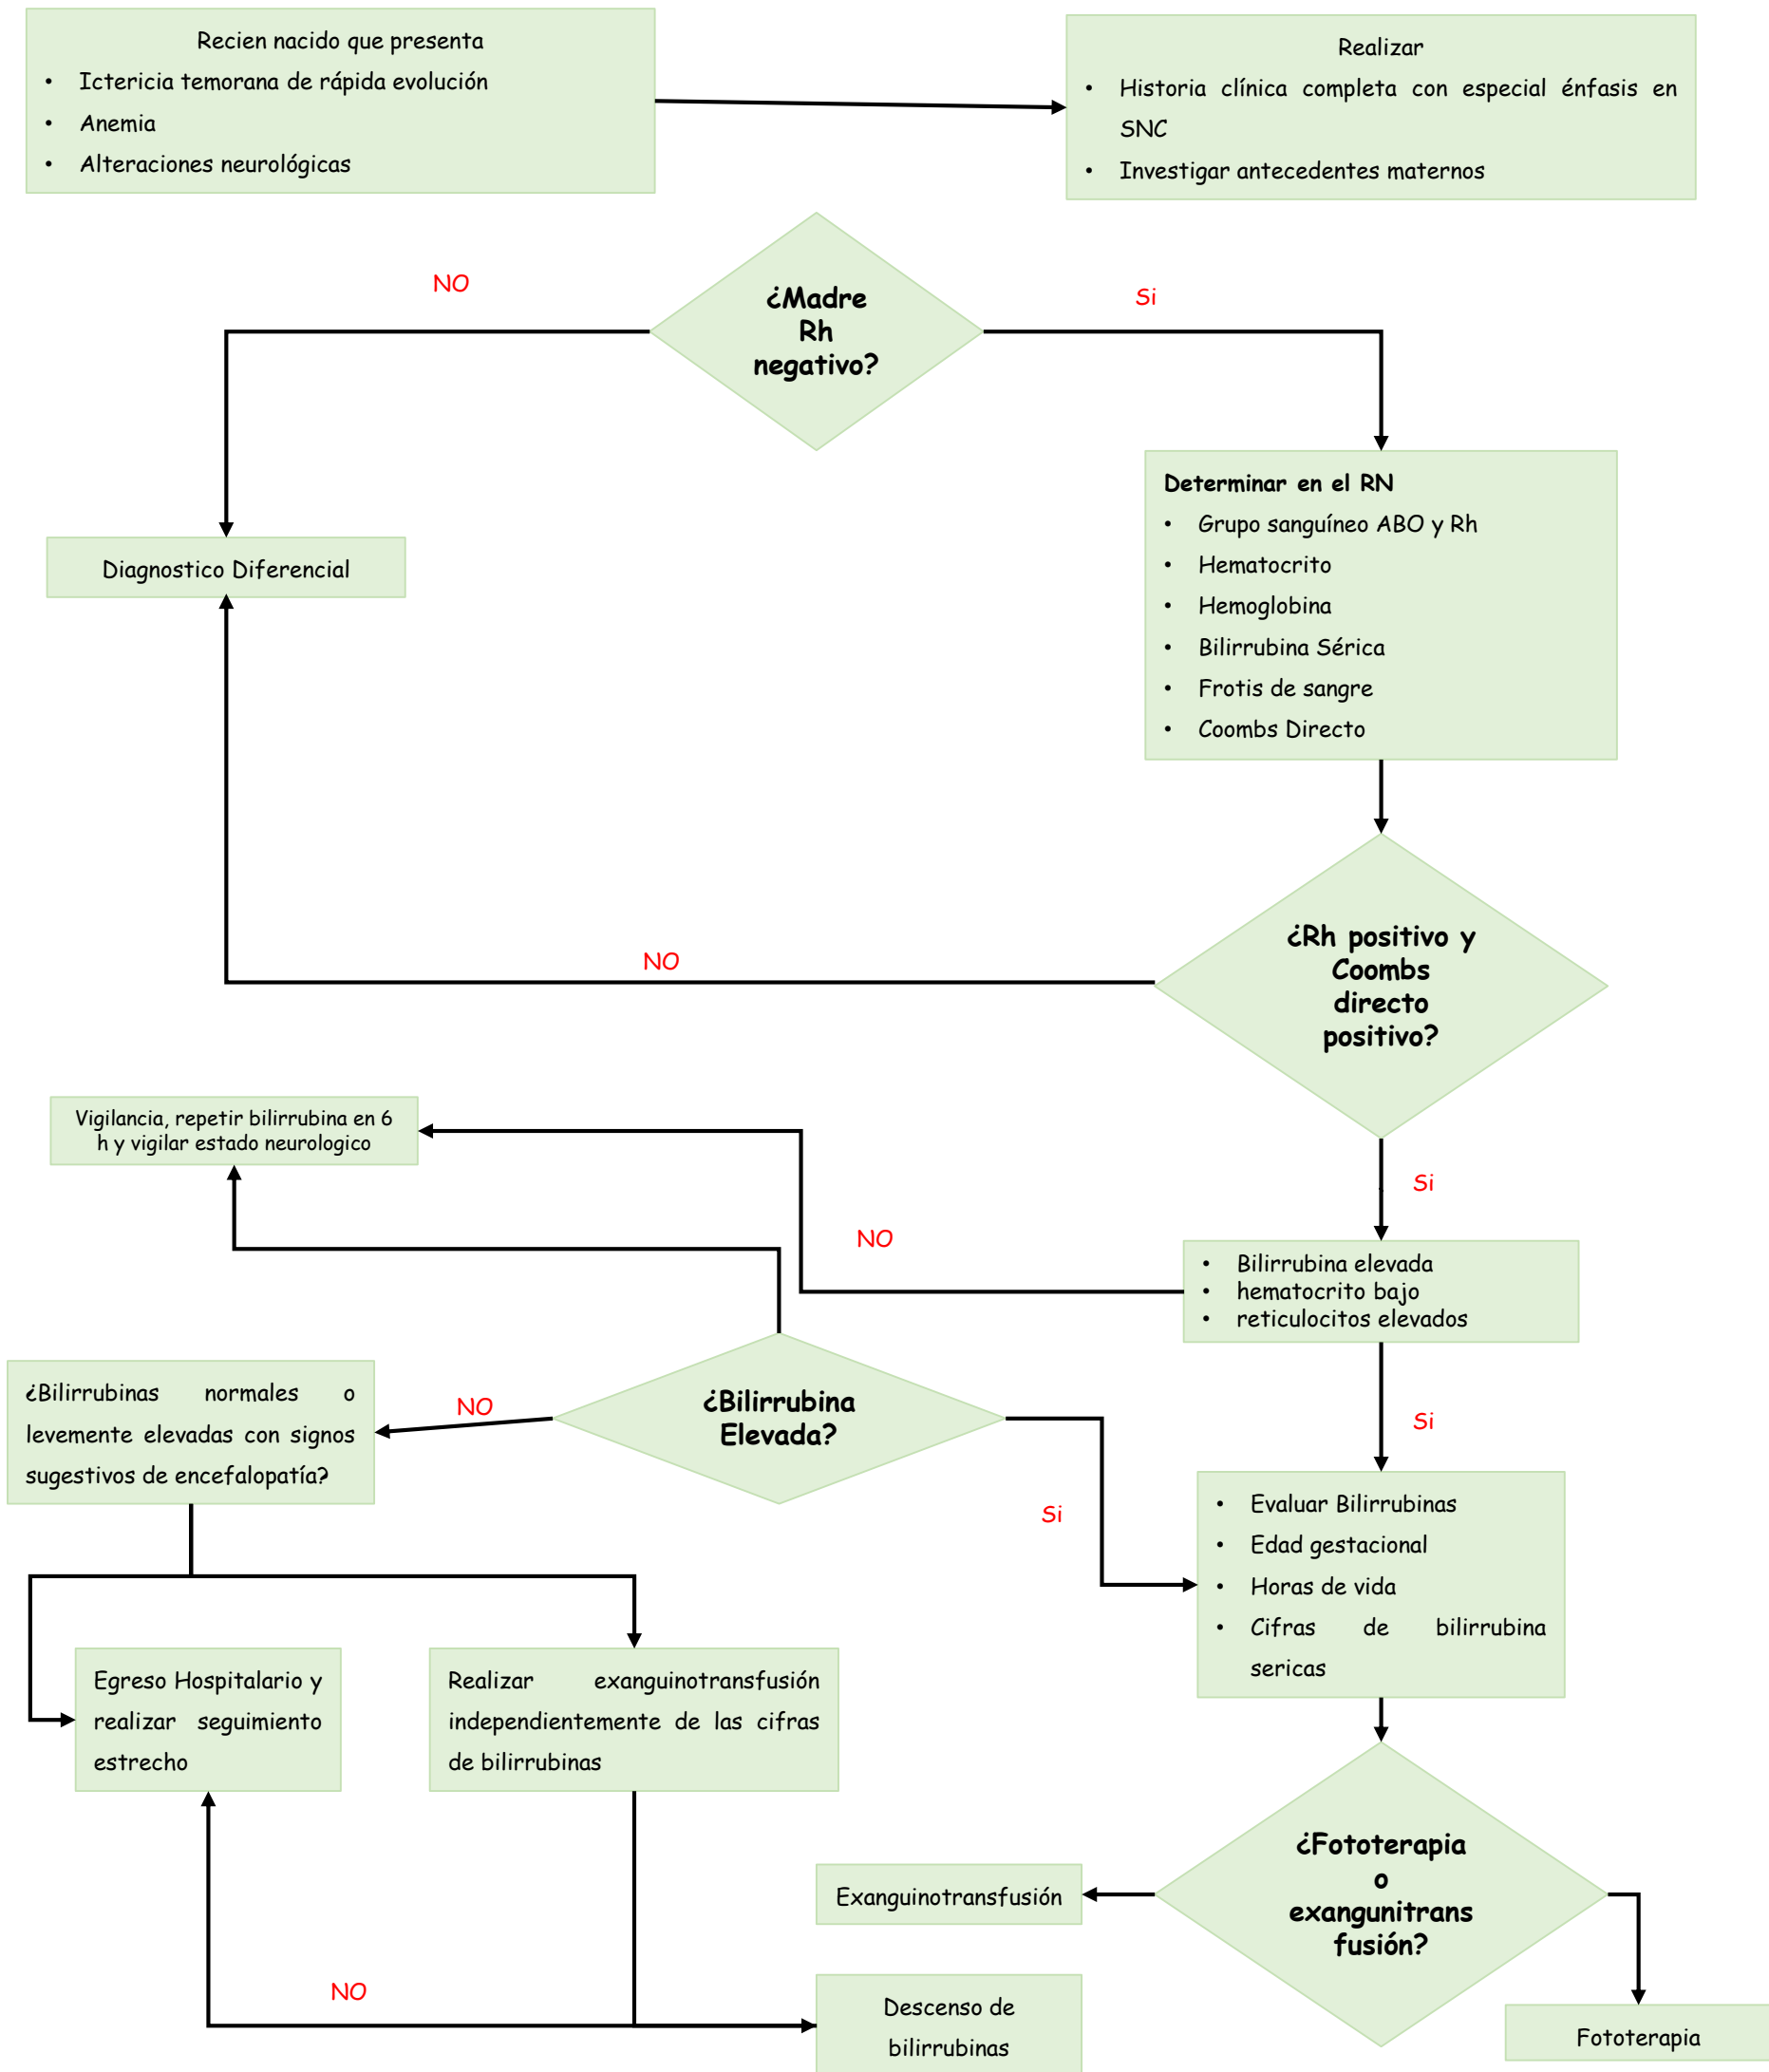 Recien nacido que presenta
• Ictericia temorana de rápida evolución
• Anemia
• Alteraciones neurológicas
Realizar
• Historia clínica completa con especial énfasis en
SNC
• Investigar antecedentes maternos
NO
¿Madre
Rh
negativo?
Si
Determinar en el RN
• Grupo sanguíneo ABO y Rh
• Hematocrito
• Hemoglobina
• Bilirrubina Sérica
• Frotis de sangre
• Coombs Directo
Diagnostico Diferencial
NO
¿Rh positivo y
Coombs
directo
positivo?
Vigilancia, repetir bilirrubina en 6
h y vigilar estado neurologico
Si
NO
• Bilirrubina elevada
• hematocrito bajo
• reticulocitos elevados
¿Bilirrubinas normales o
levemente elevadas con signos
sugestivos de encefalopatía?
NO
¿Bilirrubina
Elevada?
Si
Si
• Evaluar Bilirrubinas
• Edad gestacional
• Horas de vida
• Cifras de bilirrubina
sericas
Egreso Hospitalario y
realizar seguimiento
estrecho
Realizar exanguinotransfusión
independientemente de las cifras
de bilirrubinas
¿Fototerapia
o
exangunitrans
fusión?
Exanguinotransfusión
NO
Descenso de
bilirrubinas
Fototerapia